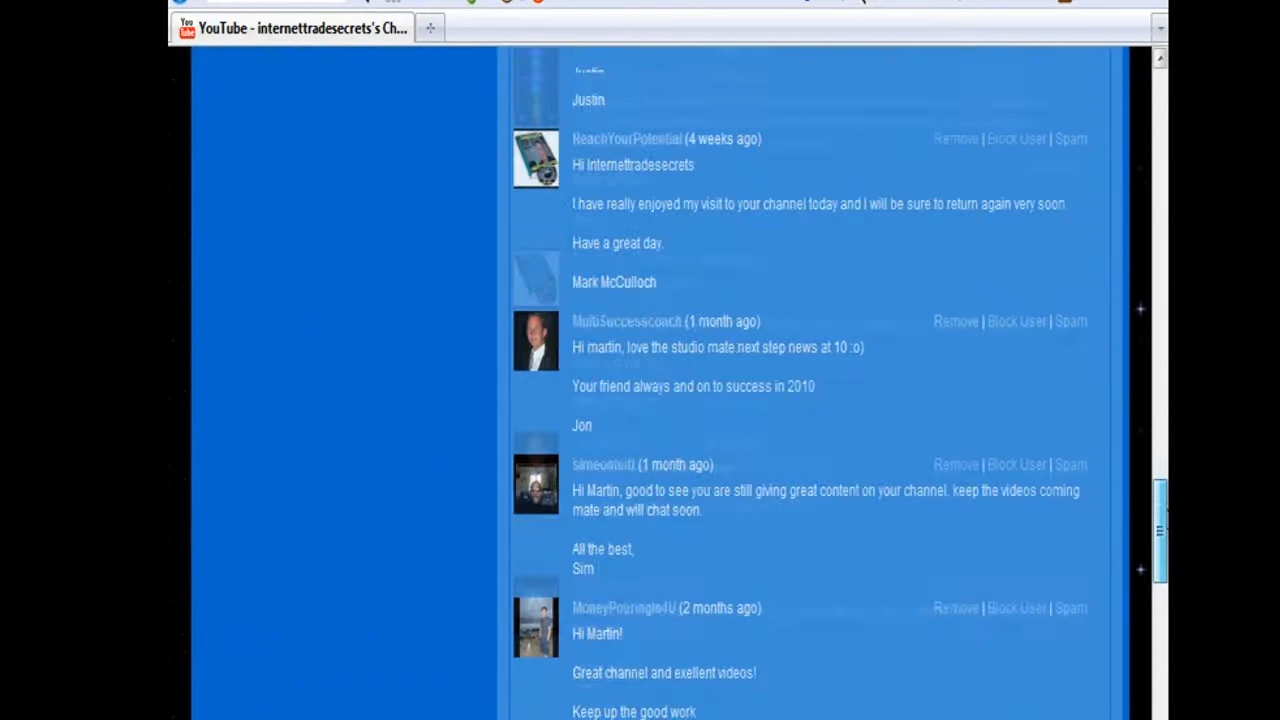 YouTube - internettradesecrets's Ch...
Justin
Justin
ReachYourPotential (4 weeks ago) Remove | Block User | Spam
Hi Internettradesecrets
I have really enjoyed my visit to your channel today and I will be sure to return again very soon.
Have a great day.
Mark McCulloch
MultiSuccesscoach (1 month ago) Remove | Block User | Spam
Hi martin, love the studio mate.next step news at 10 :o)
Your friend always and on to success in 2010
Jon
(1 month ago) Remove | Block User | Spam
Hi Martin, good to see you are still giving great content on your channel. keep the videos coming
mate and will chat soon.
All the best,
Sim
MoneyPouringIn4U (2 months ago) Remove | Block User | Spam
Hi Martin!
Great channel and exellent videos!
Keep up the good work